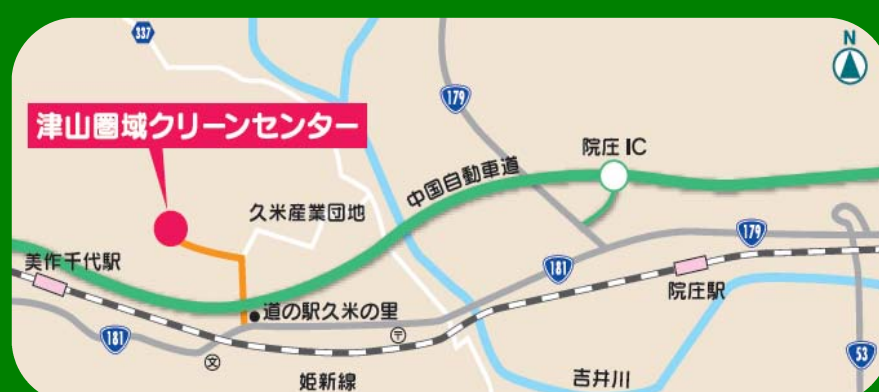 337
N
179
津山圏域クリーンセンター
院庄 IC
中国自動車道
久米産業団地
179
美作千代駅
181
院庄駅
道の駅久米の里
181
〒
文
53
姫新線
吉井川